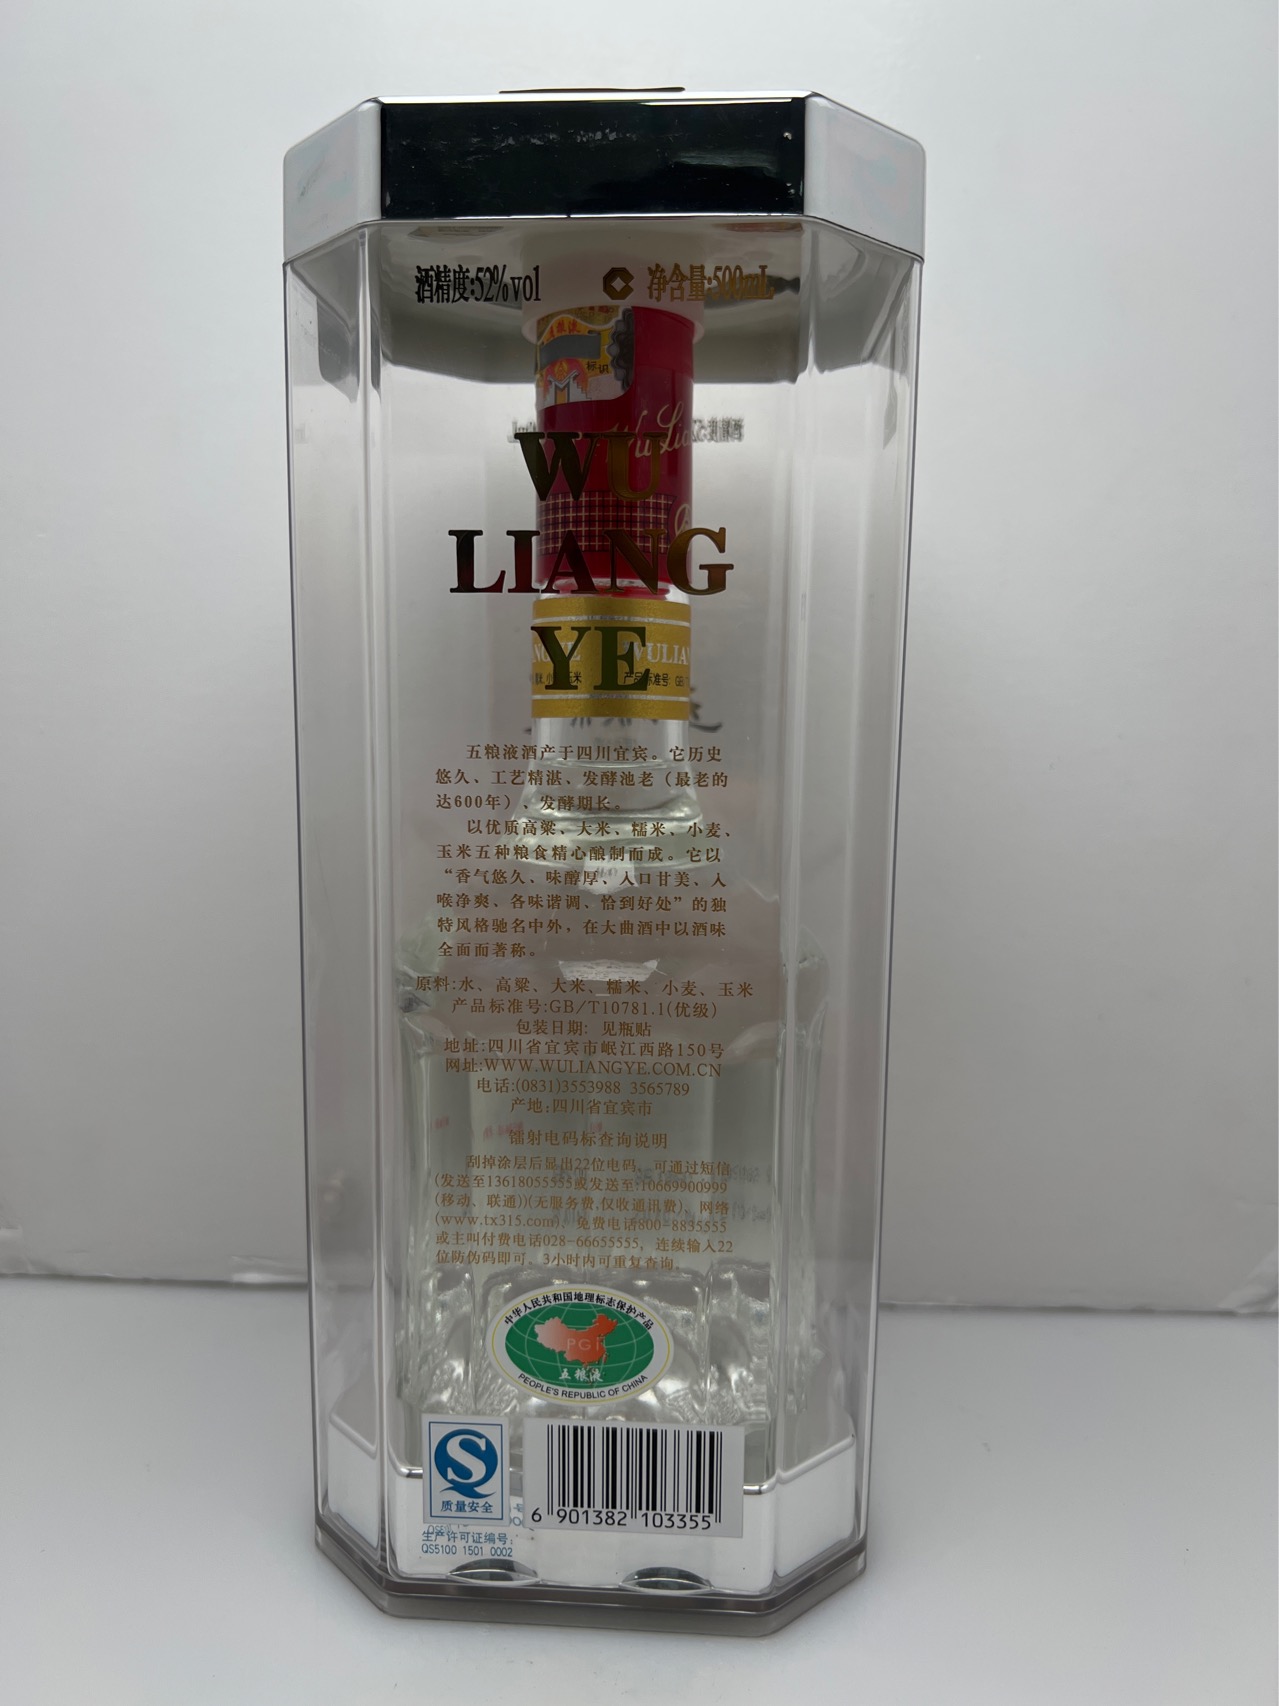 酒精度:52%vol
净含量:500mL
标识
WU
LIANG
YE
WULIA
产品标准号:
五粮液酒产于四川宜宾。它历史
悠久、工艺精湛、发酵池老（最老的
达600年）、发酵期长。
以优质高粱、大米、糯米、小麦、
玉米五种粮食精心酿制而成。它以
“香气悠久、味醇厚、入口甘美、入
喉净爽、各味谐调、恰到好处”的独
特风格驰名中外，在大曲酒中以酒味
全面而著称。
原料:水、高粱、大米、糯米、小麦、玉米
产品标准号:GB/T10781.1(优级)
包装日期: 见瓶贴
地址:四川省宜宾市岷江西路150号
网址:WWW.WULIANGYE.COM.CN
电话:(0831)3553988 3565789
产地:四川省宜宾市
镭射电码标查询说明
刮掉涂层后显出22位电码、可通过短信
(发送至13618055555或发送至:10669900999
(移动、联通))(无服务费,仅收通讯费)、网络
(www.tx315.com)、免费电话800-8835555
或主叫付费电话028-66655555，连续输入22
位防伪码即可。3小时内可重复查询。
中华人民共和国地理标志保护产品
PGI
五粮液
PEOPLE'S REPUBLIC OF CHINA
质量安全
6 901382 103355
生产许可证编号:
QS5100 1501 0002